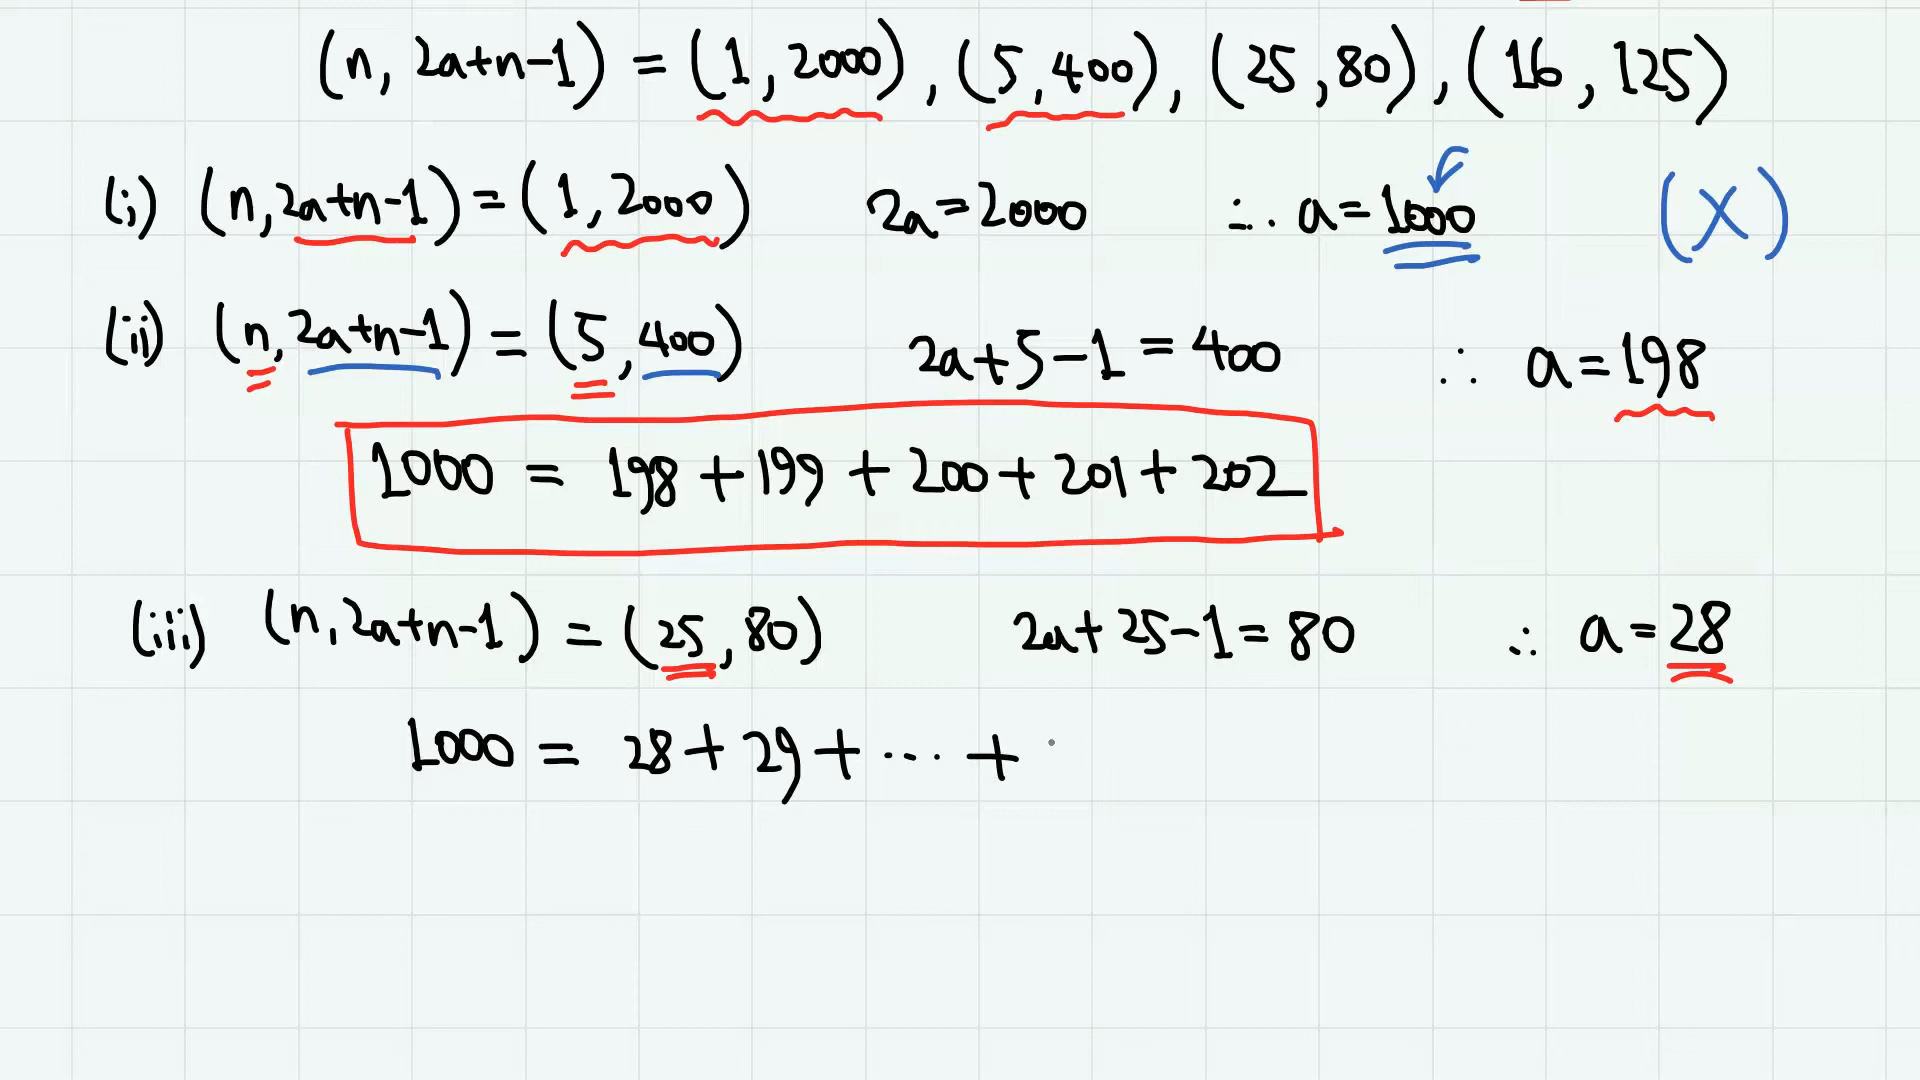 (n, 2a+n-1) = (1, 2000), (5, 400), (25, 80), (16, 125)
(i) (n, 2a+n-1) = (1, 2000) 2a = 2000 ∴ a = 1000 (X)
(ii) (n, 2a+n-1) = (5, 400) 2a+5-1 = 400 ∴ a = 198
1000 = 198 + 199 + 200 + 201 + 202
(iii) (n, 2a+n-1) = (25, 80) 2a+25-1 = 80 ∴ a = 28
1000 = 28 + 29 + ... +